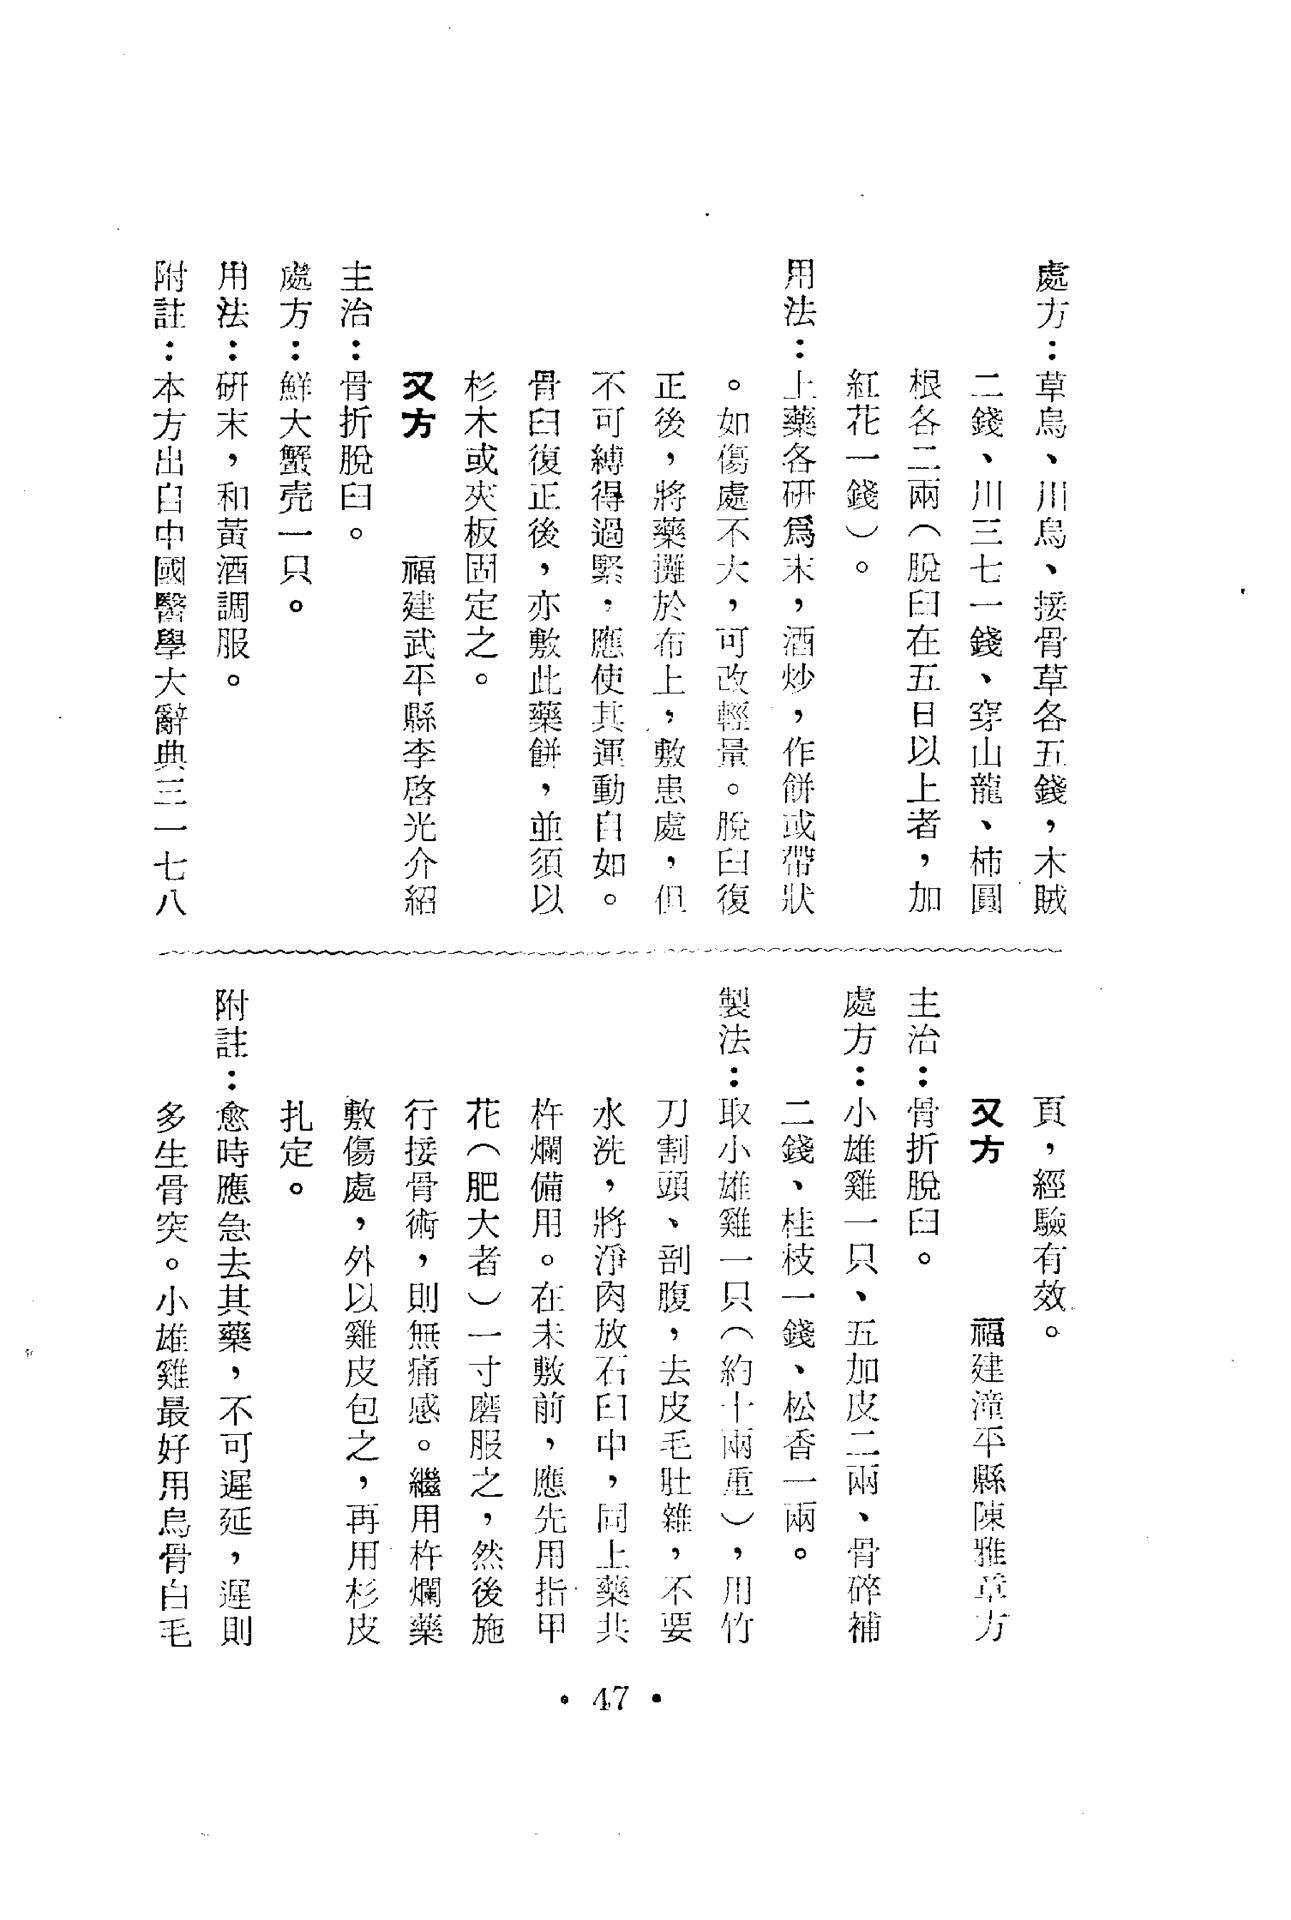 處方：草烏、川烏、接骨草各五錢，木賊
二錢、川三七一錢、穿山龍、柿圓
根各二兩（脫臼在五日以上者，加
紅花一錢）。
用法：上藥各研爲末，酒炒，作餅或帶狀
。如傷處不大，可改輕量。脫臼復
正後，將藥攤於布上，敷患處，但
不可縛得過緊，應使其運動自如。
骨臼復正後，亦敷此藥餅，並須以
杉木或夾板固定之。
又方　福建武平縣李啓光介紹
主治：骨折脫臼。
處方：鮮大蟹壳一只。
用法：研末，和黃酒調服。
附註：本方出自中國醫學大辭典三一七八
頁，經驗有效。
又方　福建漳平縣陳雅章方
主治：骨折脫臼。
處方：小雄雞一只、五加皮二兩、骨碎補
二錢、桂枝一錢、松香一兩。
製法：取小雄雞一只（約十兩重），用竹
刀割頭、剖腹，去皮毛肚雜，不要
水洗，將淨肉放石臼中，同上藥共
杵爛備用。在未敷前，應先用指甲
花（肥大者）一寸磨服之，然後施
行接骨術，則無痛感。繼用杵爛藥
敷傷處，外以雞皮包之，再用杉皮
扎定。
附註：愈時應急去其藥，不可遲延，遲則
多生骨突。小雄雞最好用烏骨白毛
• 47 •